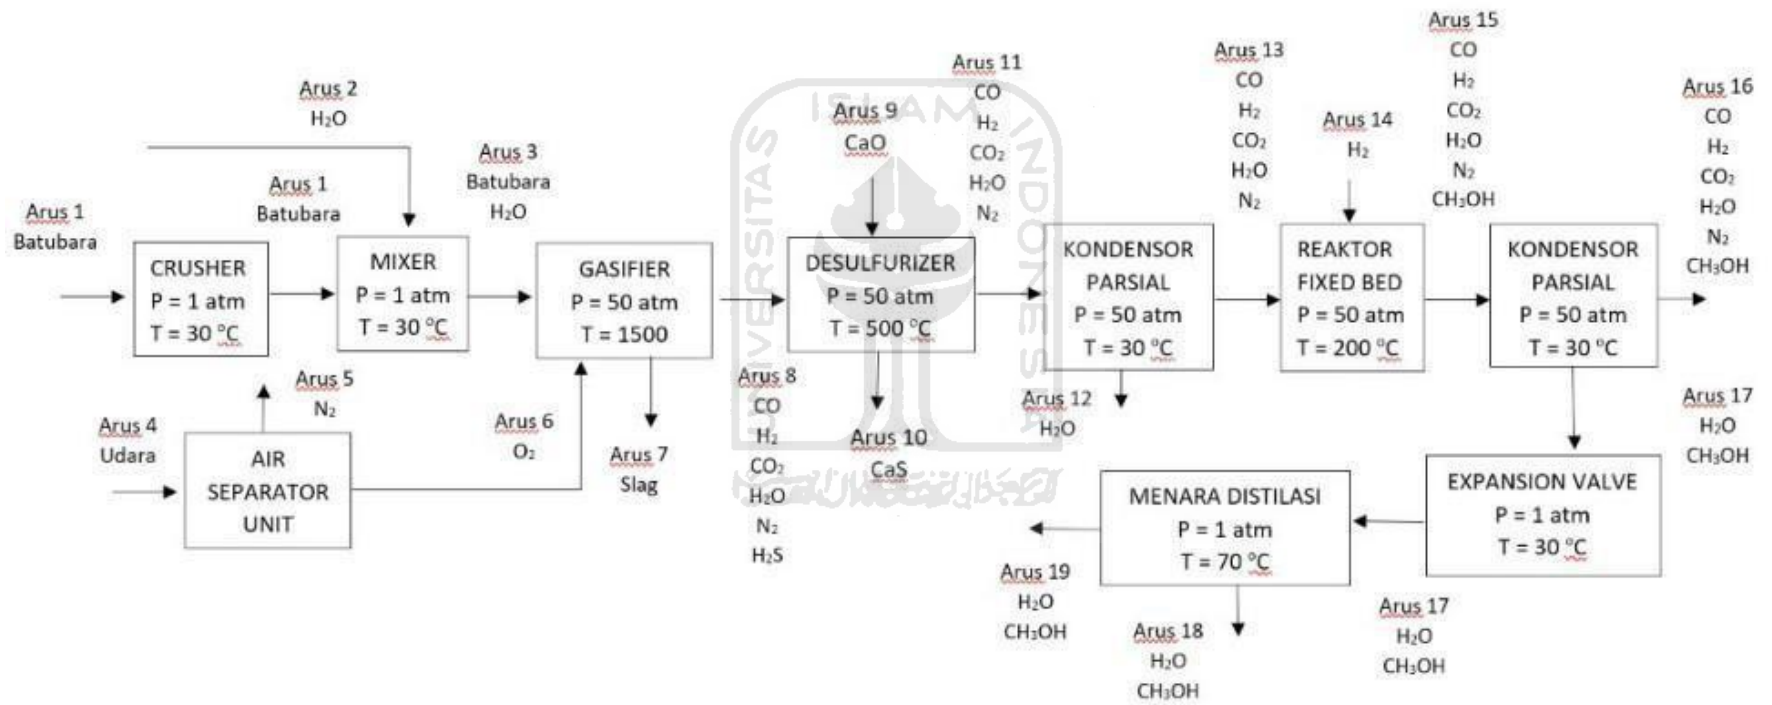 Arus 1
Batubara
Arus 2
H₂O
Arus 1
Batubara
Arus 3
Batubara
H₂O
CRUSHER
P = 1 atm
T = 30 °C
MIXER
P = 1 atm
T = 30 °C
GASIFIER
P = 50 atm
T = 1500
Arus 4
Udara
Arus 5
N₂
AIR
SEPARATOR
UNIT
Arus 6
O₂
Arus 7
Slag
Arus 8
CO
H₂
CO₂
H₂O
N₂
H₂S
Arus 9
CaO
DESULFURIZER
P = 50 atm
T = 500 °C
Arus 10
CaS
Arus 11
CO
H₂
CO₂
H₂O
N₂
KONDENSOR
PARSIAL
P = 50 atm
T = 30 °C
Arus 12
H₂O
Arus 13
CO
H₂
CO₂
H₂O
N₂
Arus 14
H₂
REAKTOR
FIXED BED
P = 50 atm
T = 200 °C
Arus 15
CO
H₂
CO₂
H₂O
N₂
CH₃OH
KONDENSOR
PARSIAL
P = 50 atm
T = 30 °C
Arus 16
CO
H₂
CO₂
H₂O
N₂
CH₃OH
Arus 17
H₂O
CH₃OH
EXPANSION VALVE
P = 1 atm
T = 30 °C
Arus 17
H₂O
CH₃OH
MENARA DISTILASI
P = 1 atm
T = 70 °C
Arus 18
H₂O
CH₃OH
Arus 19
H₂O
CH₃OH
UNIVERSITAS
ISLAM
INDONESIA